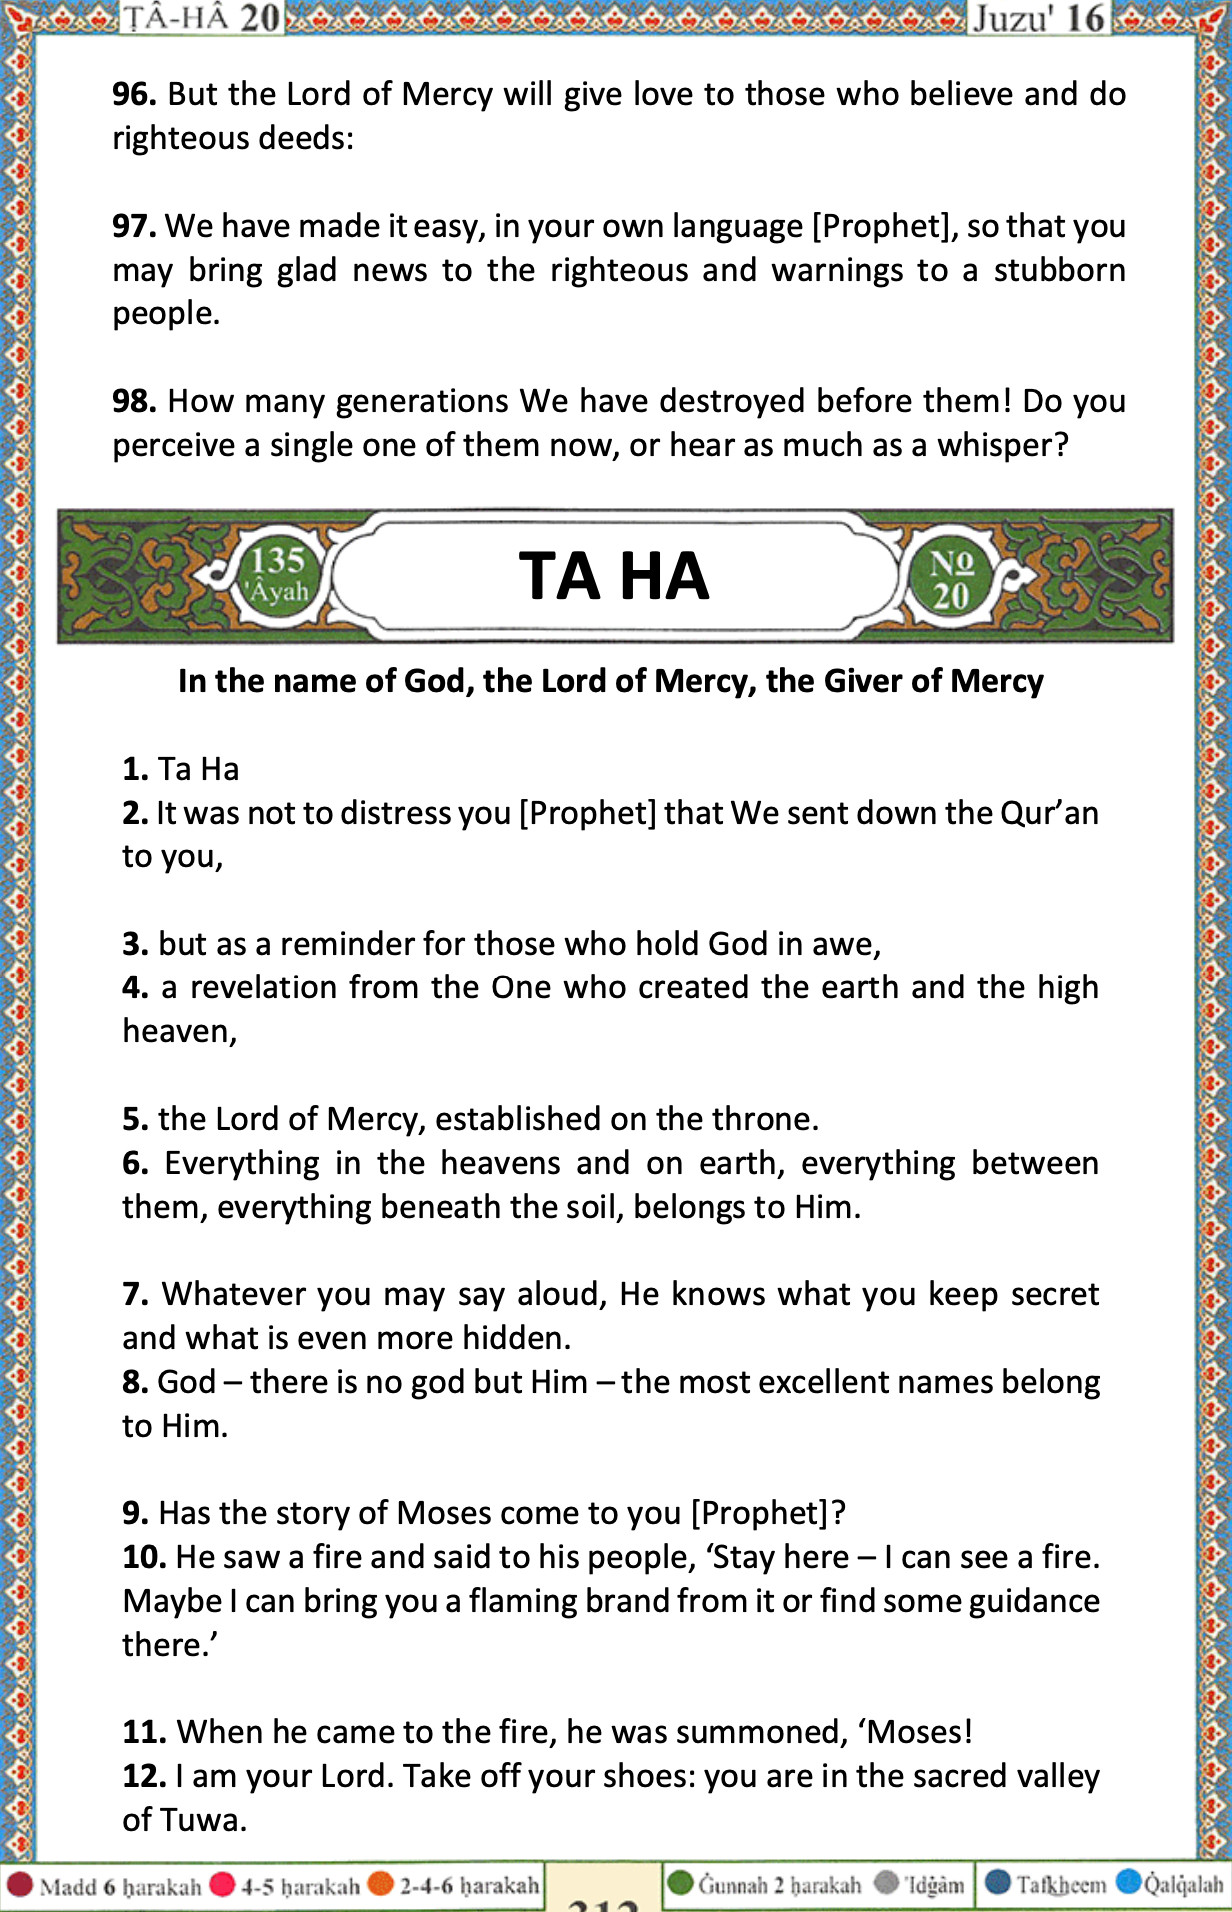 ṬÂ-HÂ 20
Juzu' 16
96. But the Lord of Mercy will give love to those who believe and do
righteous deeds:
97. We have made it easy, in your own language [Prophet], so that you
may bring glad news to the righteous and warnings to a stubborn
people.
98. How many generations We have destroyed before them! Do you
perceive a single one of them now, or hear as much as a whisper?
135
'Âyah
TA HA
No
20
In the name of God, the Lord of Mercy, the Giver of Mercy
1. Ta Ha
2. It was not to distress you [Prophet] that We sent down the Qur’an
to you,
3. but as a reminder for those who hold God in awe,
4. a revelation from the One who created the earth and the high
heaven,
5. the Lord of Mercy, established on the throne.
6. Everything in the heavens and on earth, everything between
them, everything beneath the soil, belongs to Him.
7. Whatever you may say aloud, He knows what you keep secret
and what is even more hidden.
8. God – there is no god but Him – the most excellent names belong
to Him.
9. Has the story of Moses come to you [Prophet]?
10. He saw a fire and said to his people, ‘Stay here – I can see a fire.
Maybe I can bring you a flaming brand from it or find some guidance
there.’
11. When he came to the fire, he was summoned, ‘Moses!
12. I am your Lord. Take off your shoes: you are in the sacred valley
of Tuwa.
Madd 6 ḥarakah 4-5 ḥarakah 2-4-6 ḥarakah
312
Ġunnah 2 ḥarakah 'Idġâm
Tafkheem Qalqalah